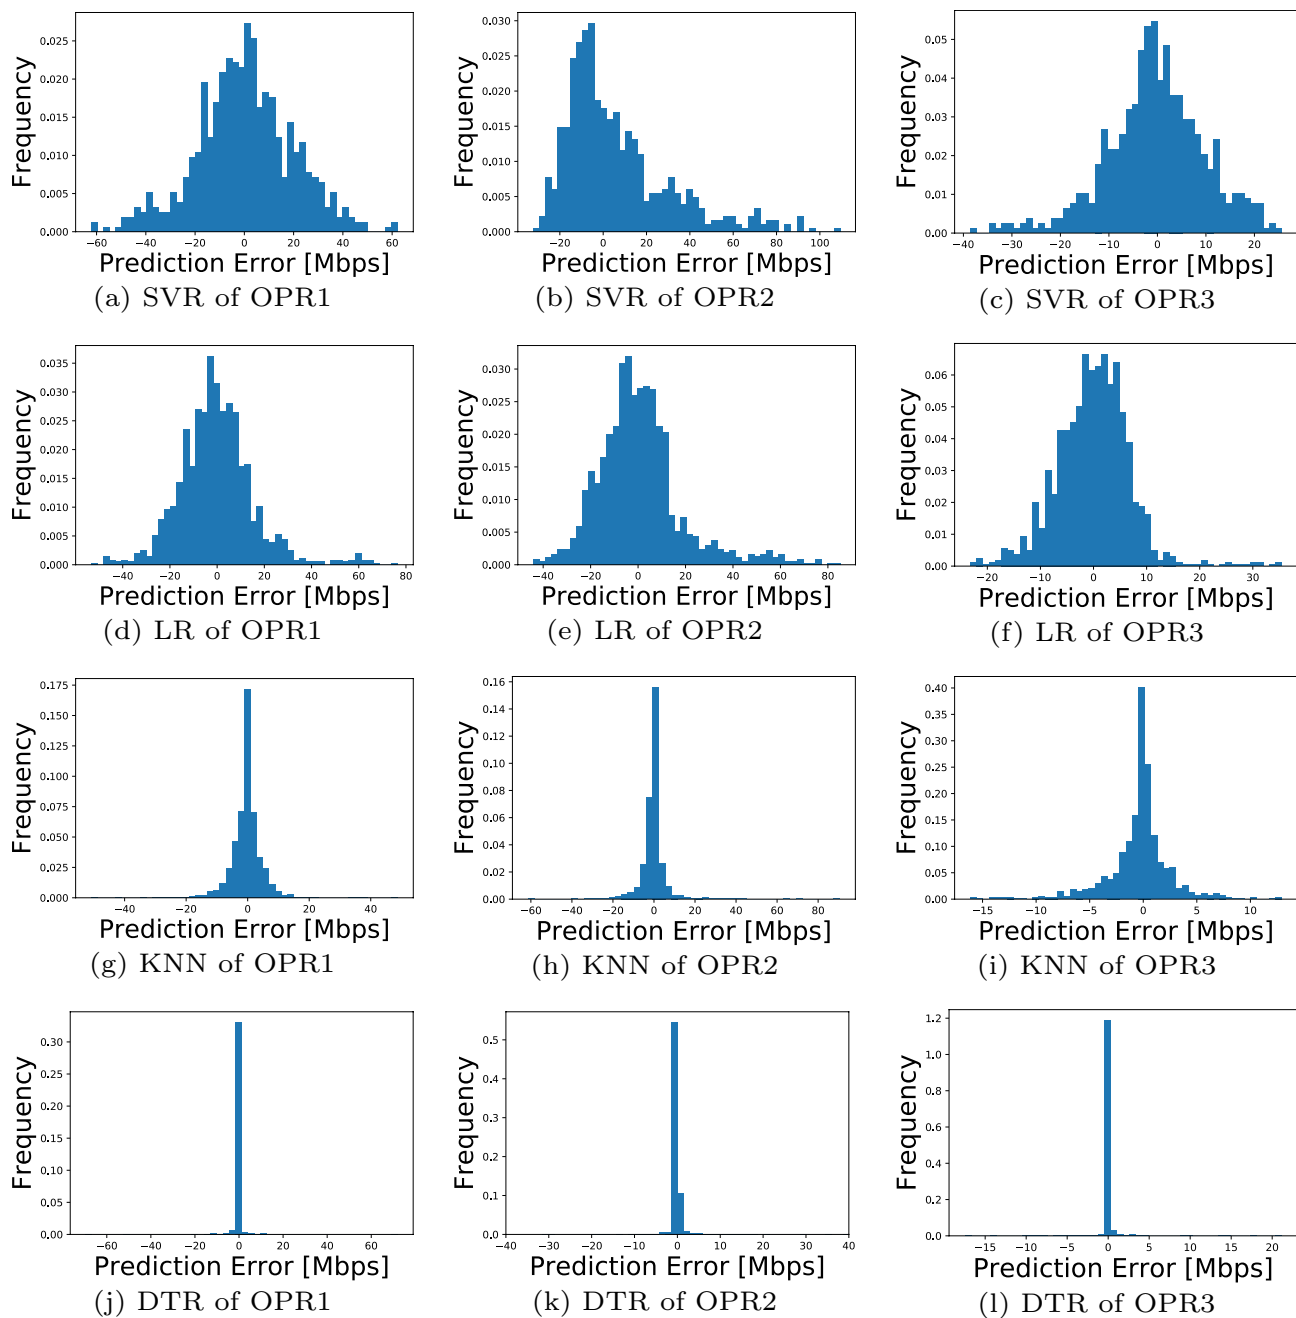 Frequency
0.025
0.020
0.015
0.010
0.005
0.000
−60 −40 −20 0 20 40 60
Prediction Error [Mbps]
(a) SVR of OPR1
Frequency
0.030
0.025
0.020
0.015
0.010
0.005
0.000
−20 0 20 40 60 80 100
Prediction Error [Mbps]
(b) SVR of OPR2
Frequency
0.05
0.04
0.03
0.02
0.01
0.00
−40 −30 −20 −10 0 10 20
Prediction Error [Mbps]
(c) SVR of OPR3
Frequency
0.035
0.030
0.025
0.020
0.015
0.010
0.005
0.000
−40 −20 0 20 40 60 80
Prediction Error [Mbps]
(d) LR of OPR1
Frequency
0.030
0.025
0.020
0.015
0.010
0.005
0.000
−40 −20 0 20 40 60 80
Prediction Error [Mbps]
(e) LR of OPR2
Frequency
0.06
0.05
0.04
0.03
0.02
0.01
0.00
−20 −10 0 10 20 30
Prediction Error [Mbps]
(f) LR of OPR3
Frequency
0.175
0.150
0.125
0.100
0.075
0.050
0.025
0.000
−40 −20 0 20 40
Prediction Error [Mbps]
(g) KNN of OPR1
Frequency
0.16
0.14
0.12
0.10
0.08
0.06
0.04
0.02
0.00
−60 −40 −20 0 20 40 60 80
Prediction Error [Mbps]
(h) KNN of OPR2
Frequency
0.40
0.35
0.30
0.25
0.20
0.15
0.10
0.05
0.00
−15 −10 −5 0 5 10
Prediction Error [Mbps]
(i) KNN of OPR3
Frequency
0.30
0.25
0.20
0.15
0.10
0.05
0.00
−60 −40 −20 0 20 40 60
Prediction Error [Mbps]
(j) DTR of OPR1
Frequency
0.5
0.4
0.3
0.2
0.1
0.0
−40 −30 −20 −10 0 10 20 30 40
Prediction Error [Mbps]
(k) DTR of OPR2
Frequency
1.2
1.0
0.8
0.6
0.4
0.2
0.0
−15 −10 −5 0 5 10 15 20
Prediction Error [Mbps]
(l) DTR of OPR3